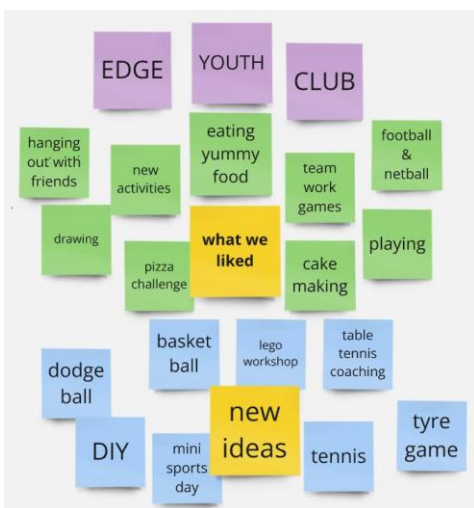 EDGE
YOUTH
CLUB
hanging
out with
friends
new
activities
eating
yummy
food
team
work
games
football
&
netball
drawing
pizza
challenge
what we
liked
cake
making
playing
dodge
ball
basket
ball
lego
workshop
table
tennis
coaching
DIY
mini
sports
day
new
ideas
tennis
tyre
game